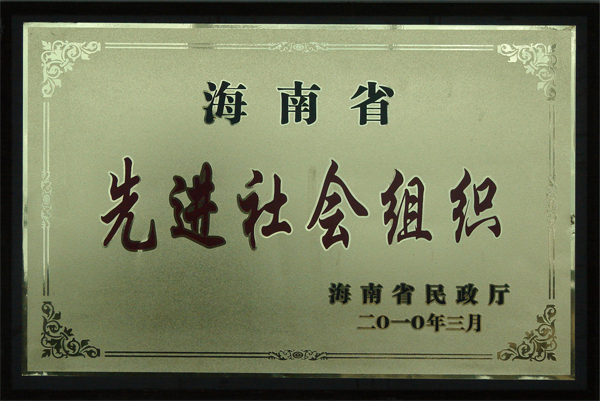 海南省
先进社会组织
海南省民政厅
二〇一〇年三月